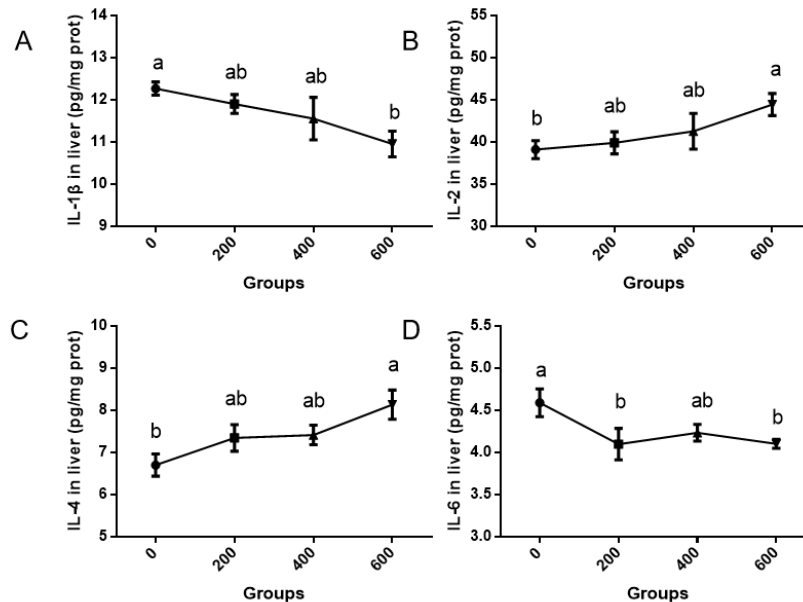 A
IL-1β in liver (pg/mg prot)
14
13
12
11
10
9
a
ab
ab
b
0
200
400
600
Groups
B
IL-2 in liver (pg/mg prot)
55
50
45
40
35
30
b
ab
ab
a
0
200
400
600
Groups
C
IL-4 in liver (pg/mg prot)
10
9
8
7
6
5
b
ab
ab
a
0
200
400
600
Groups
D
IL-6 in liver (pg/mg prot)
5.5
5.0
4.5
4.0
3.5
3.0
a
b
ab
b
0
200
400
600
Groups